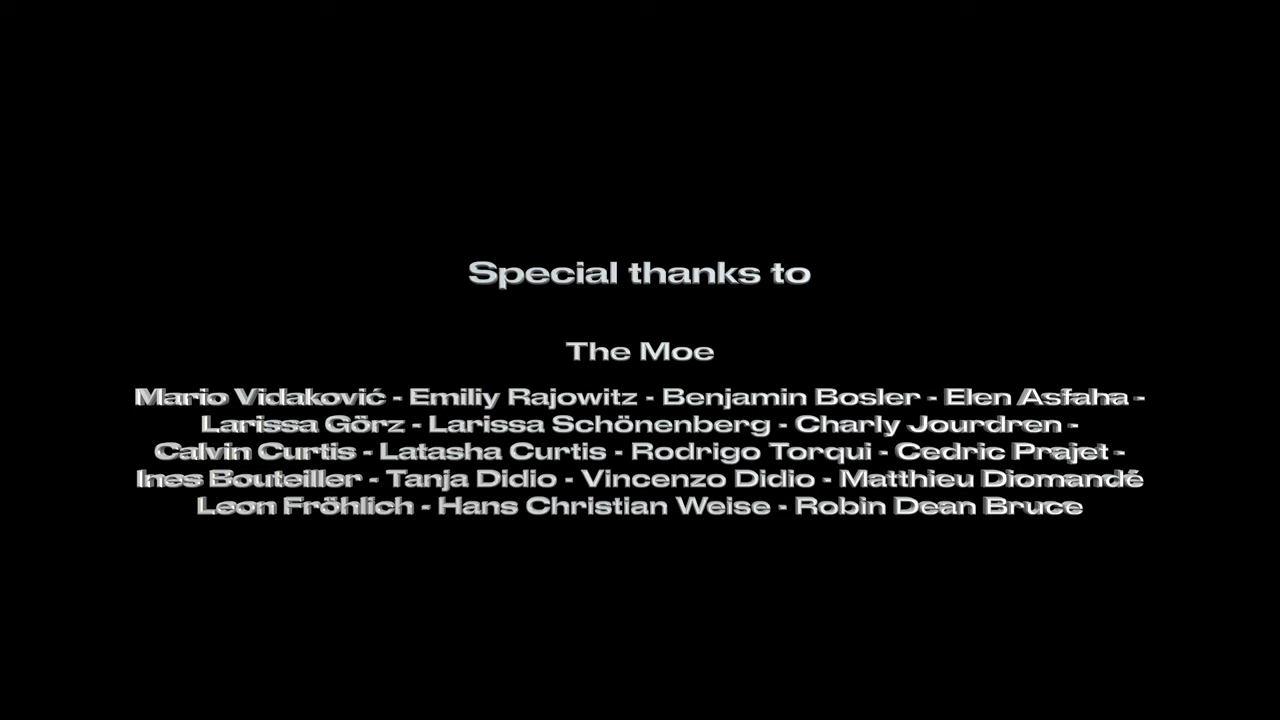 Special thanks to
The Moe
Mario Vidaković - Emiliy Rajowitz - Benjamin Bosler - Elen Asfaha -
Larissa Görz - Larissa Schönenberg - Charly Jourdren -
Calvin Curtis - Latasha Curtis - Rodrigo Torqui - Cedric Prajet -
Ines Bouteiller - Tanja Didio - Vincenzo Didio - Matthieu Diomandé
Leon Fröhlich - Hans Christian Weise - Robin Dean Bruce